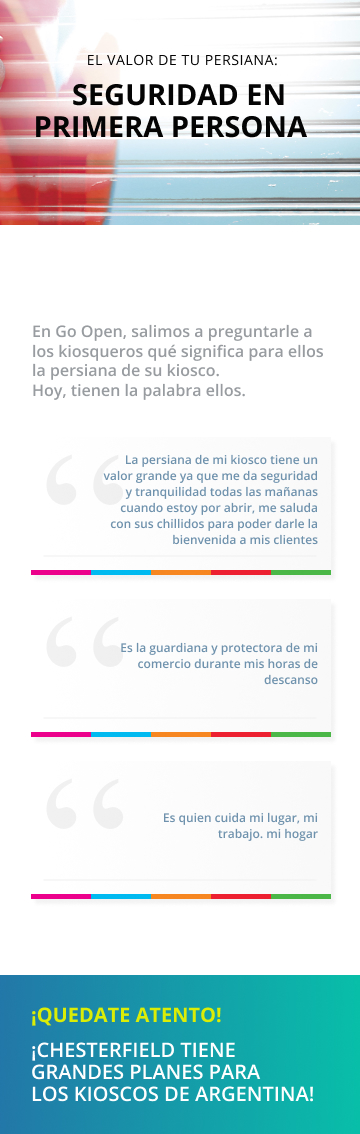 EL VALOR DE TU PERSIANA:
SEGURIDAD EN
PRIMERA PERSONA
En Go Open, salimos a preguntarle a
los kiosqueros qué significa para ellos
la persiana de su kiosco.
Hoy, tienen la palabra ellos.
La persiana de mi kiosco tiene un
valor grande ya que me da seguridad
y tranquilidad todas las mañanas
cuando estoy por abrir, me saluda
con sus chillidos para poder darle la
bienvenida a mis clientes
Es la guardiana y protectora de mi
comercio durante mis horas de
descanso
Es quien cuida mi lugar, mi
trabajo. mi hogar
¡QUEDATE ATENTO!
¡CHESTERFIELD TIENE
GRANDES PLANES PARA
LOS KIOSCOS DE ARGENTINA!